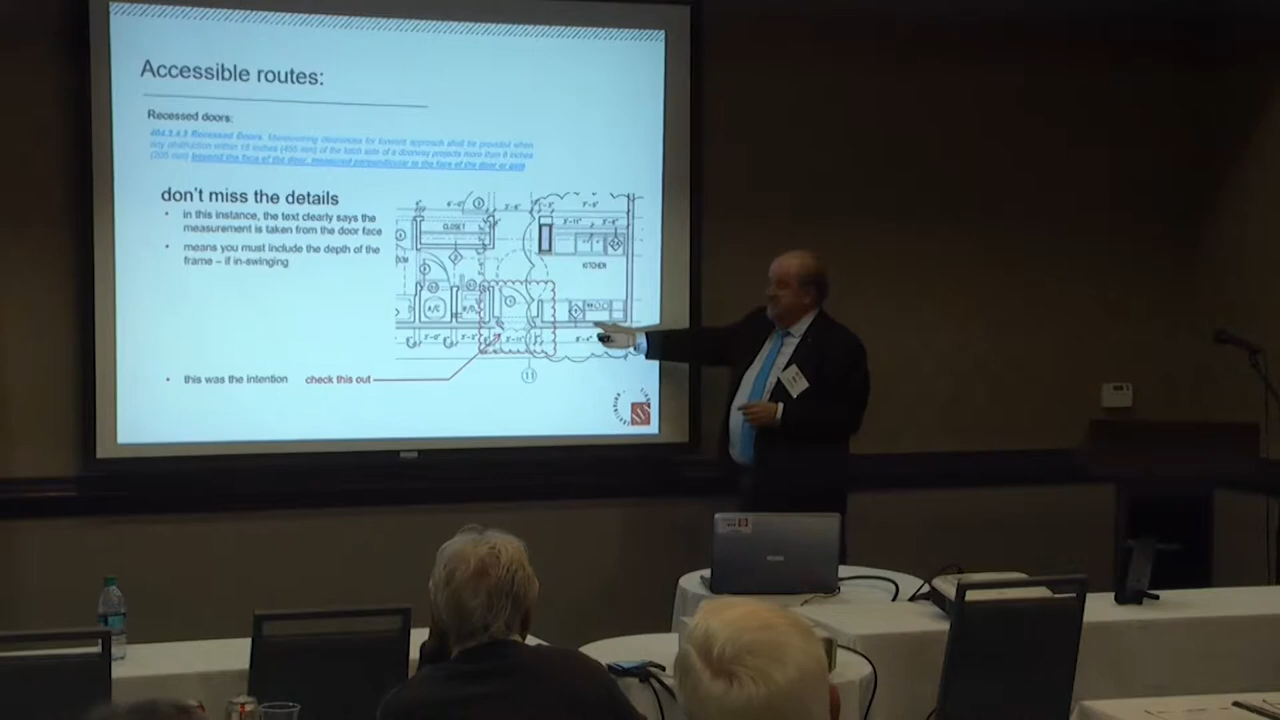 Accessible routes:
Recessed doors:
404.2.4.3 Recessed Doors. Maneuvering clearances for forward approach shall be provided when
any obstruction within 18 inches (455 mm) of the latch side of a doorway projects more than 8 inches
(205 mm) beyond the face of the door, measured perpendicular to the face of the door or gate
don't miss the details
• in this instance, the text clearly says the
measurement is taken from the door face
• means you must include the depth of the
frame – if in-swinging
CLOSET
KITCHEN
A/C
3'-11"
11
• this was the intention check this out